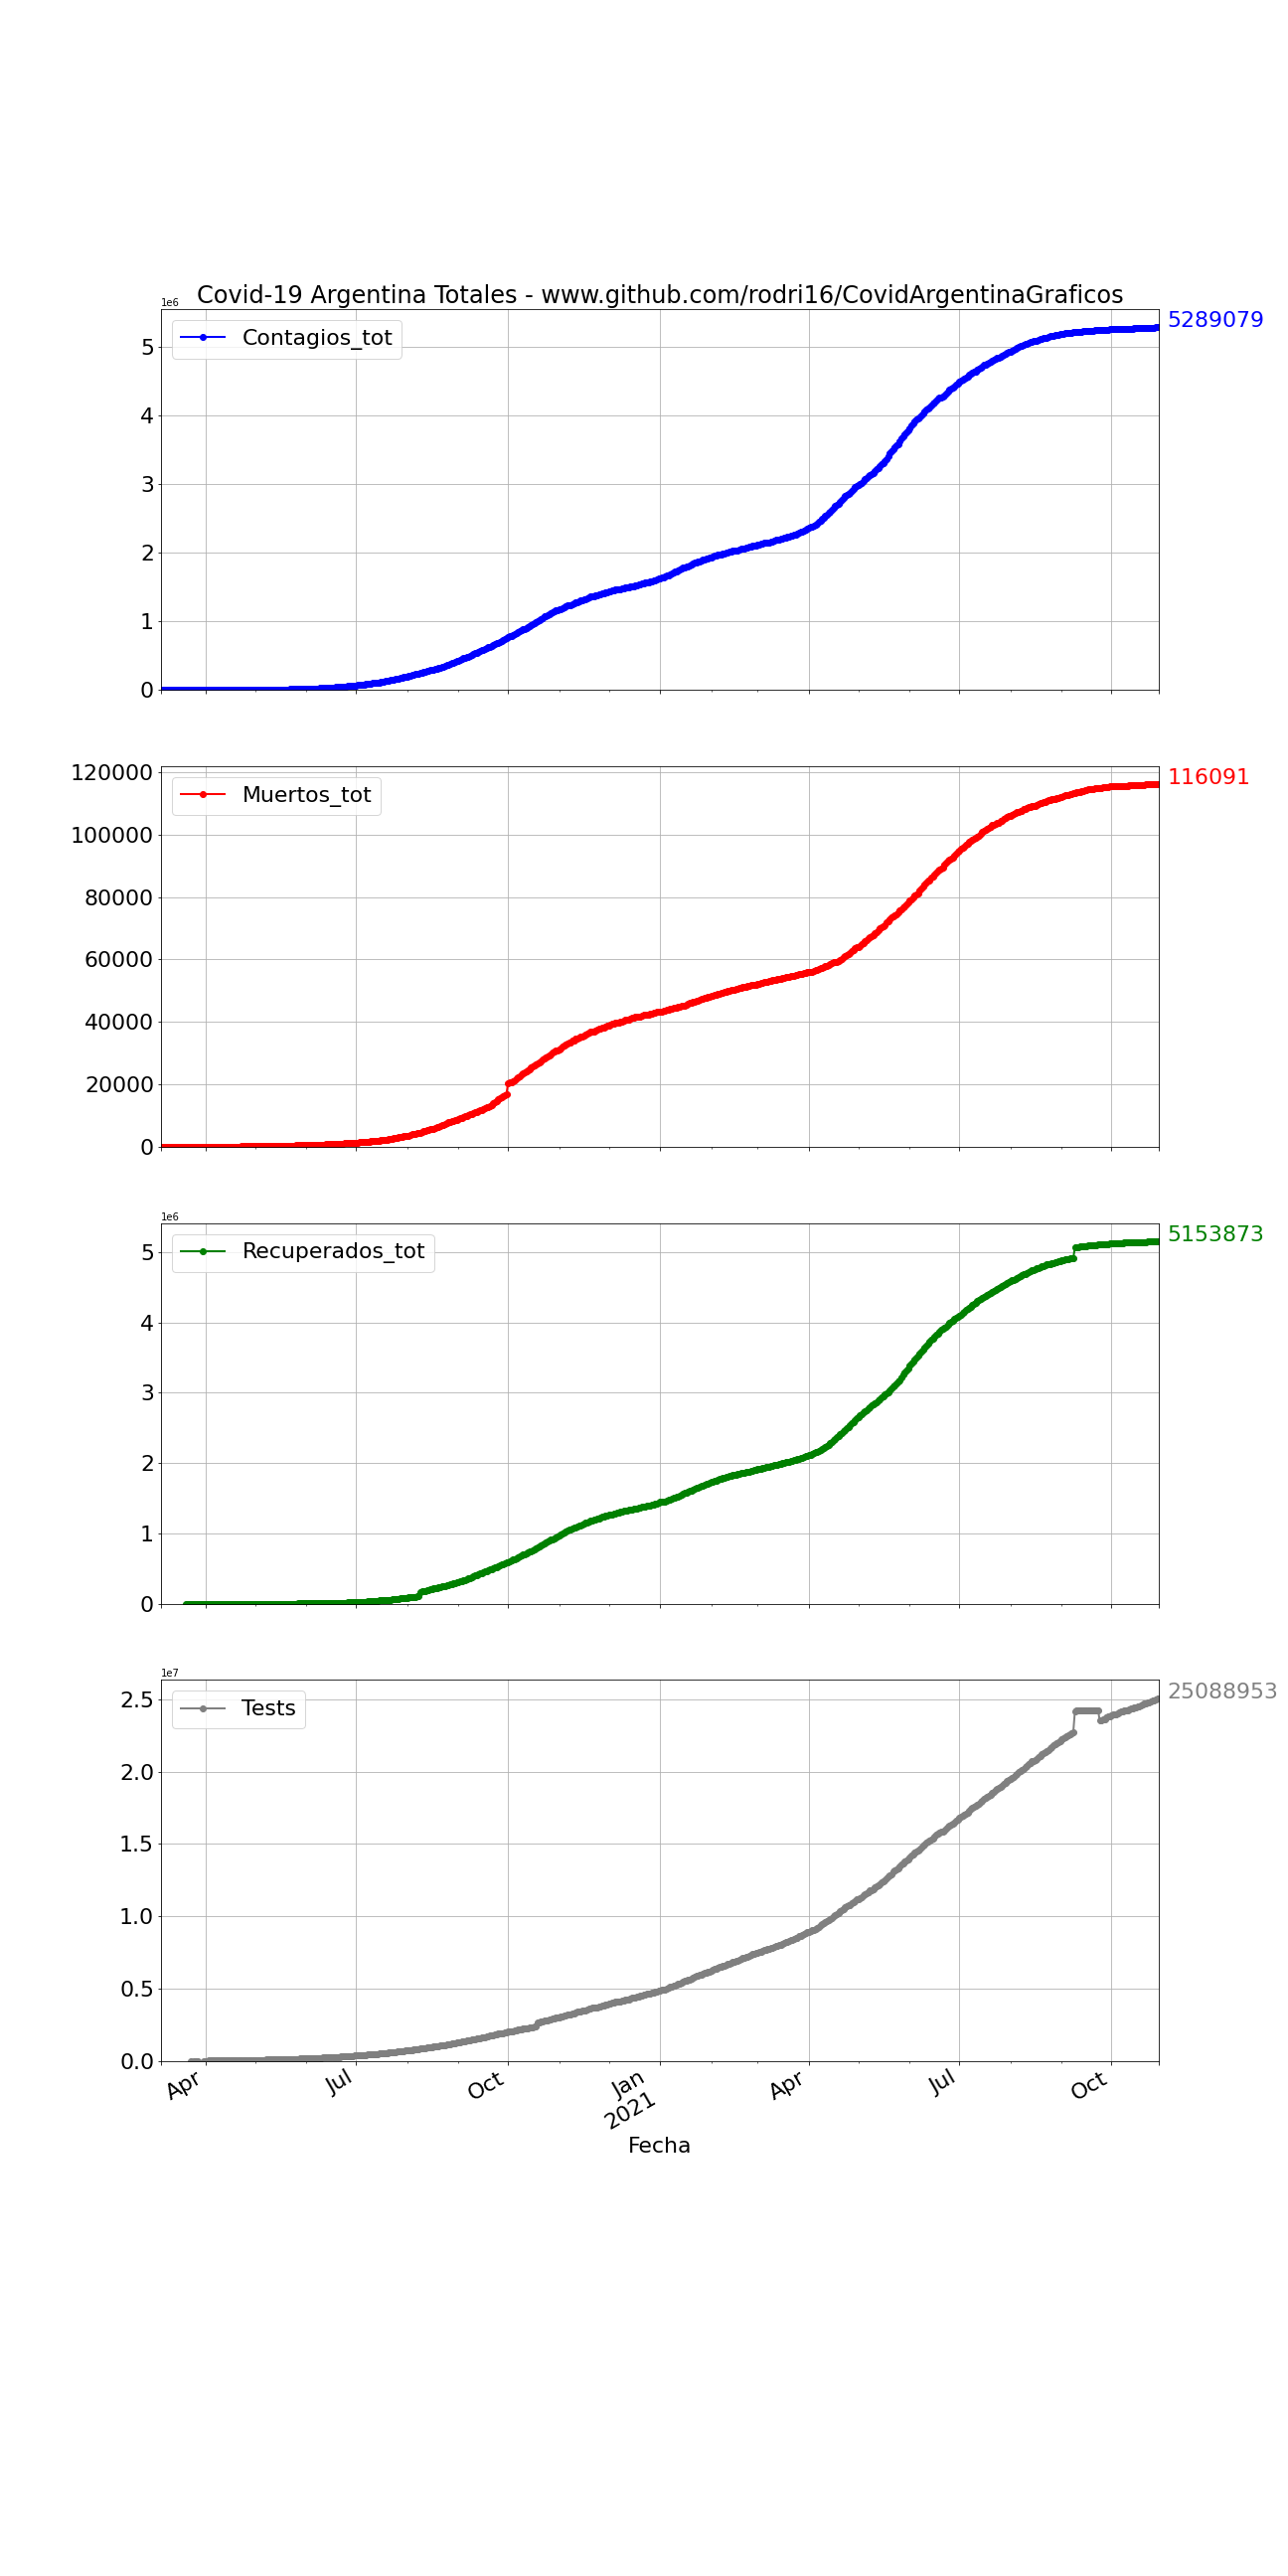 Covid-19 Argentina Totales - www.github.com/rodri16/CovidArgentinaGraficos
1e6
5289079
Contagios_tot
5
4
3
2
1
0
116091
Muertos_tot
120000
100000
80000
60000
40000
20000
0
1e6
5153873
Recuperados_tot
5
4
3
2
1
0
1e7
25088953
Tests
2.5
2.0
1.5
1.0
0.5
0.0
Apr
Jul
Oct
Jan
2021
Apr
Jul
Oct
Fecha